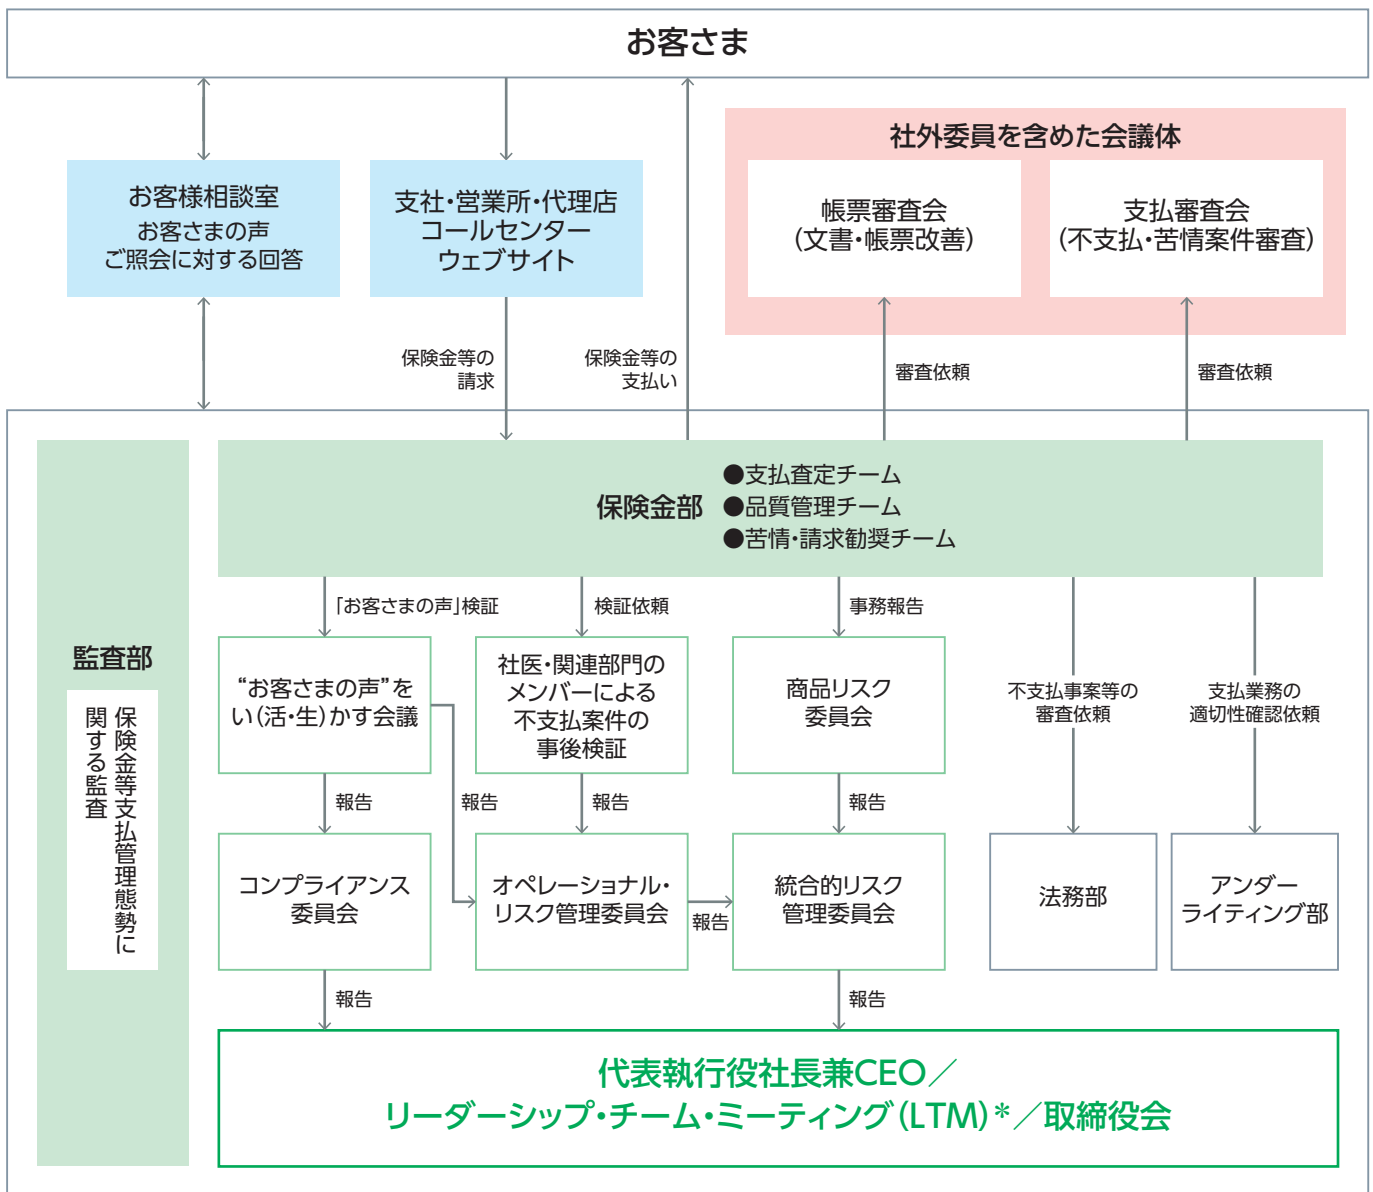 お客さま
お客様相談室
お客さまの声
ご照会に対する回答
支社・営業所・代理店
コールセンター
ウェブサイト
社外委員を含めた会議体
帳票審査会
(文書・帳票改善)
支払審査会
(不支払・苦情案件審査)
保険金等の
請求
保険金等の
支払い
審査依頼
審査依頼
監査部
保険金等支払管理態勢に
関する監査
保険金部
●支払査定チーム
●品質管理チーム
●苦情・請求勧奨チーム
「お客さまの声」検証
検証依頼
事務報告
不支払事案等の
審査依頼
支払業務の
適切性確認依頼
“お客さまの声”を
い(活・生)かす会議
社医・関連部門の
メンバーによる
不支払案件の
事後検証
商品リスク
委員会
報告
報告
報告
報告
コンプライアンス
委員会
オペレーショナル・
リスク管理委員会
報告
統合的リスク
管理委員会
法務部
アンダー
ライティング部
報告
報告
代表執行役社長兼CEO／
リーダーシップ・チーム・ミーティング(LTM)*／取締役会